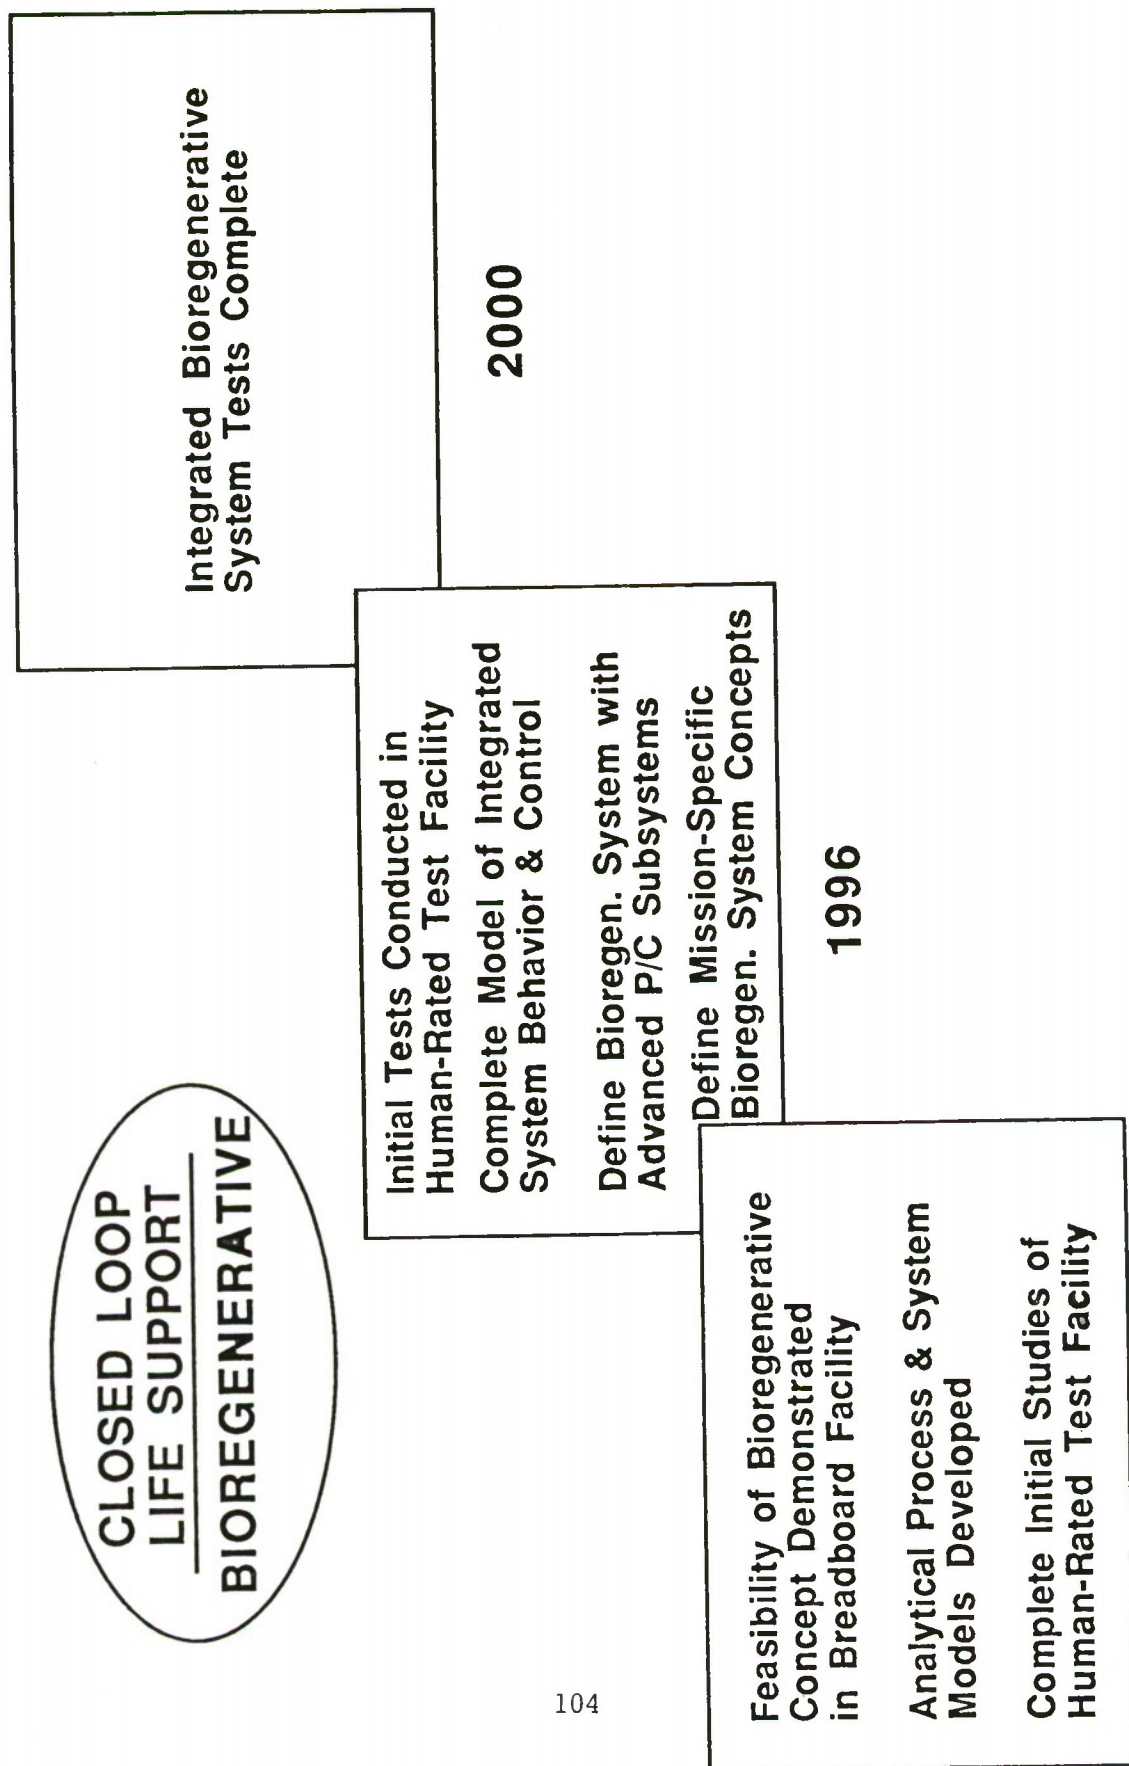 CLOSED LOOP
LIFE SUPPORT
BIOREGENERATIVE
Feasibility of Bioregenerative
Concept Demonstrated
in Breadboard Facility
Analytical Process & System
Models Developed
Complete Initial Studies of
Human-Rated Test Facility
Initial Tests Conducted in
Human-Rated Test Facility
Complete Model of Integrated
System Behavior & Control
Define Bioregen. System with
Advanced P/C Subsystems
Define Mission-Specific
Bioregen. System Concepts
1996
Integrated Bioregenerative
System Tests Complete
2000
104